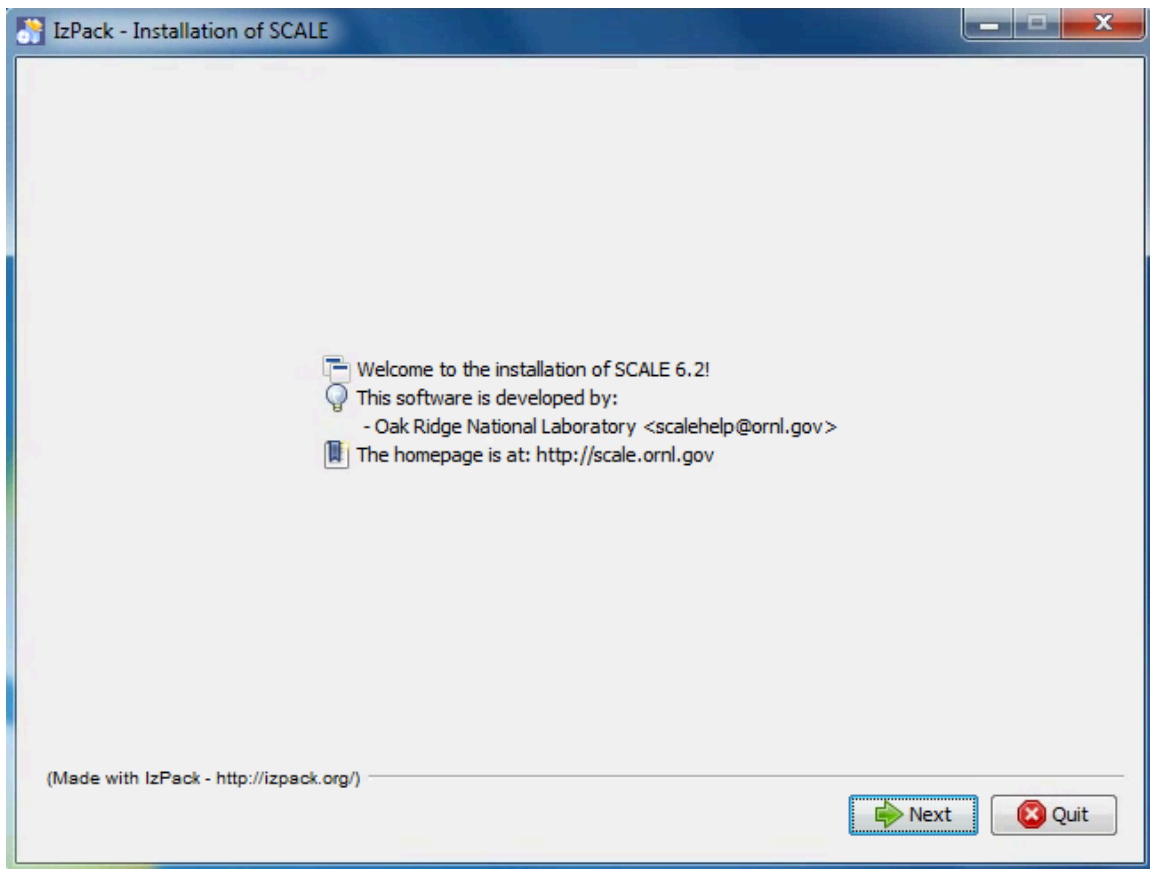 IzPack - Installation of SCALE
Welcome to the installation of SCALE 6.2!
This software is developed by:
- Oak Ridge National Laboratory <scalehelp@ornl.gov>
The homepage is at: http://scale.ornl.gov
(Made with IzPack - http://izpack.org/)
Next
Quit